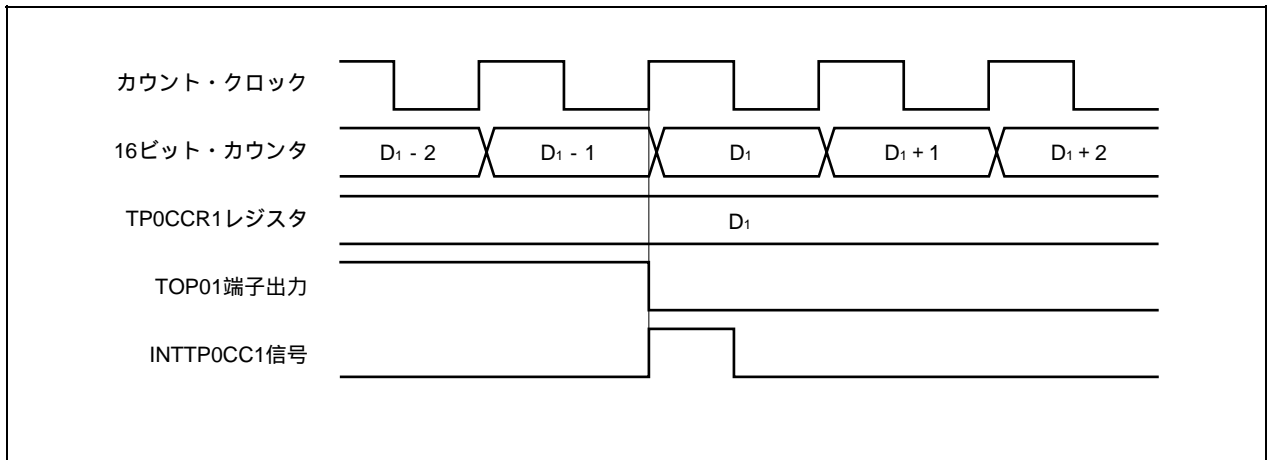 カウント・クロック
16ビット・カウンタ D₁ - 2 D₁ - 1 D₁ D₁ + 1 D₁ + 2
TP0CCR1レジスタ D₁
TOP01端子出力
INTTP0CC1信号